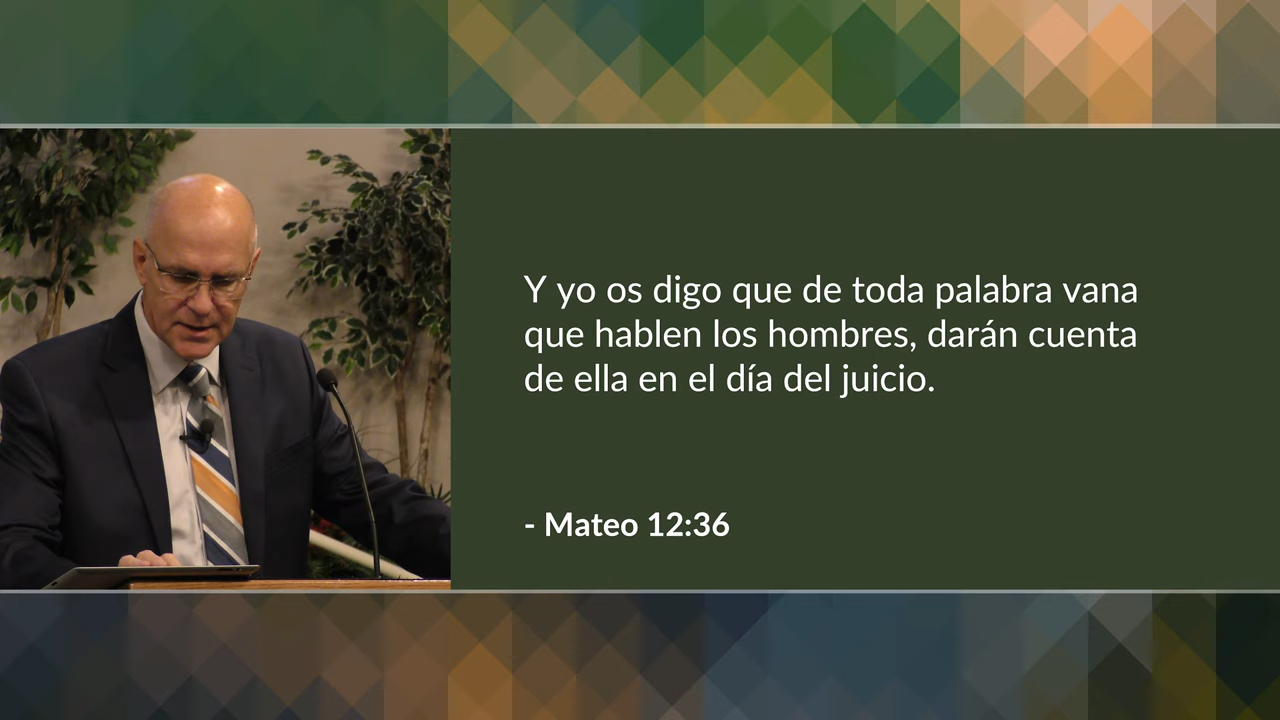 Y yo os digo que de toda palabra vana
que hablen los hombres, darán cuenta
de ella en el día del juicio.
- Mateo 12:36